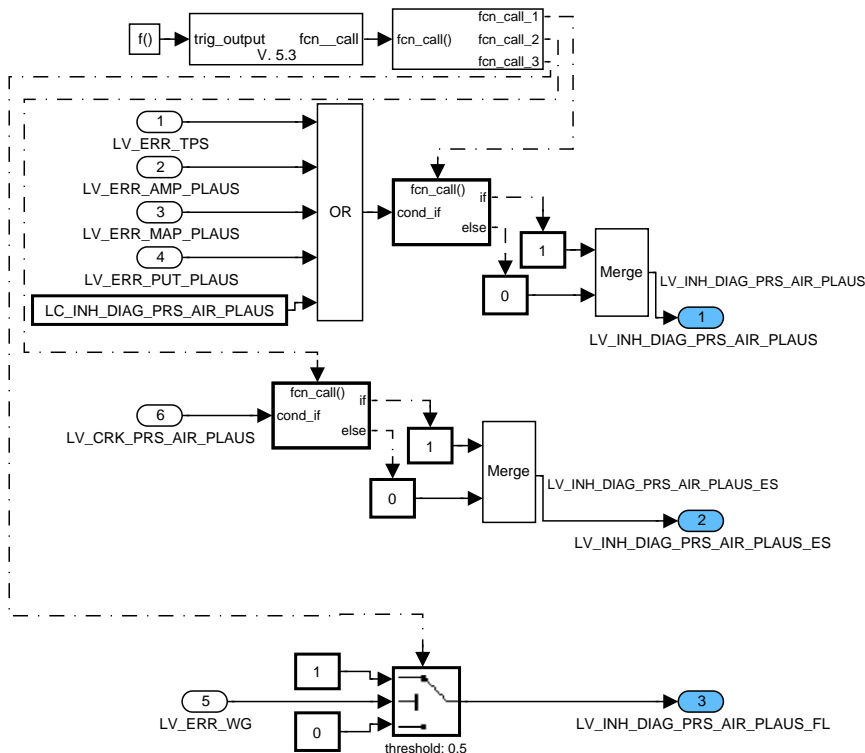 f()
trig_output
fcn__call
V. 5.3
fcn_call()
fcn_call_1
fcn_call_2
fcn_call_3
1
LV_ERR_TPS
2
LV_ERR_AMP_PLAUS
3
LV_ERR_MAP_PLAUS
4
LV_ERR_PUT_PLAUS
LC_INH_DIAG_PRS_AIR_PLAUS
OR
fcn_call()
cond_if
if
else
1
0
Merge
LV_INH_DIAG_PRS_AIR_PLAUS
1
LV_INH_DIAG_PRS_AIR_PLAUS
6
LV_CRK_PRS_AIR_PLAUS
fcn_call()
cond_if
if
else
1
0
Merge
LV_INH_DIAG_PRS_AIR_PLAUS_ES
2
LV_INH_DIAG_PRS_AIR_PLAUS_ES
1
5
LV_ERR_WG
0
threshold: 0.5
3
LV_INH_DIAG_PRS_AIR_PLAUS_FL